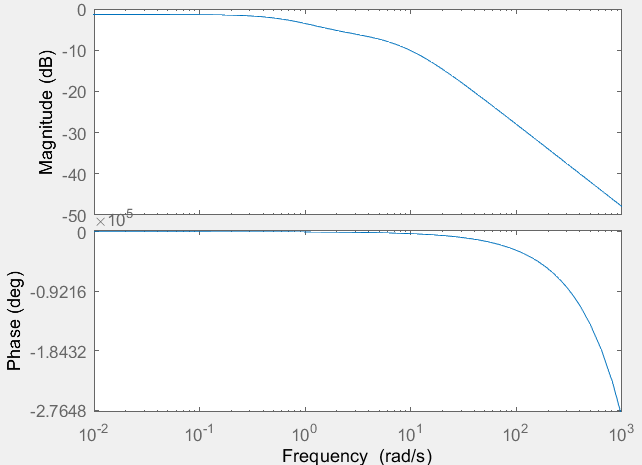 0
-10
-20
-30
-40
-50
Magnitude (dB)
×10^5
0
-0.9216
-1.8432
-2.7648
Phase (deg)
10^-2 10^-1 10^0 10^1 10^2 10^3
Frequency (rad/s)